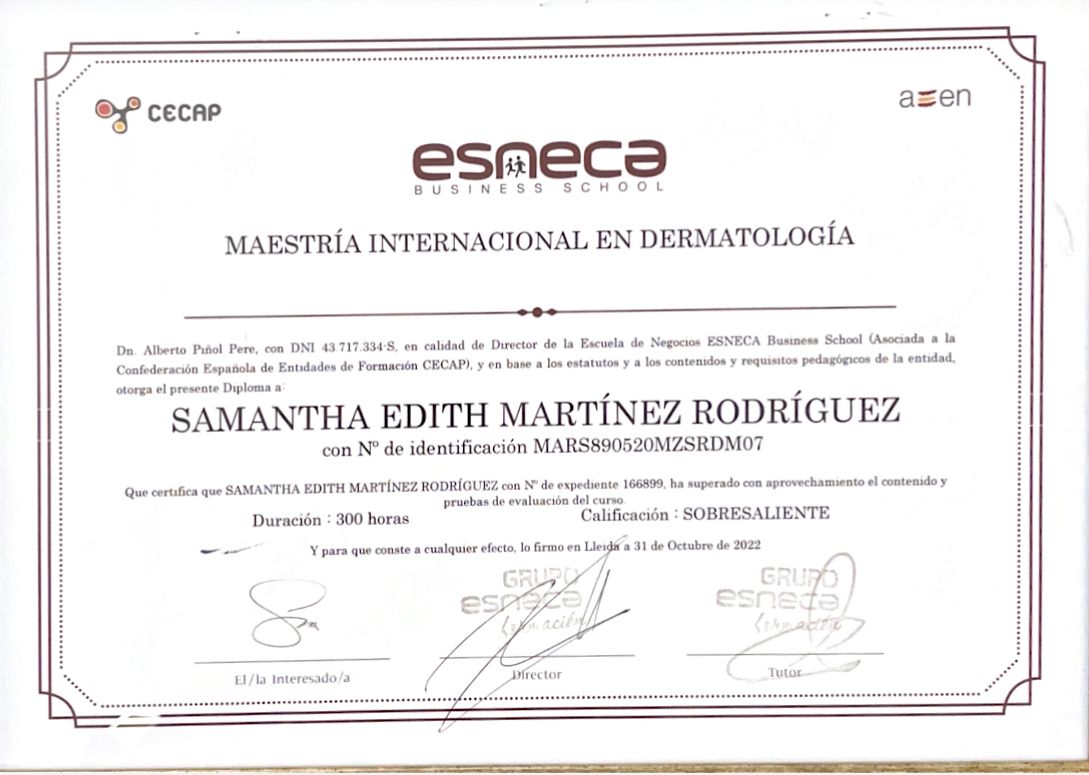 CECAP
aen
esneca
BUSINESS SCHOOL
MAESTRÍA INTERNACIONAL EN DERMATOLOGÍA
Dn. Alberto Piñol Pere, con DNI 43.717.334-S, en calidad de Director de la Escuela de Negocios ESNECA Business School (Asociada a la
Confederación Española de Entidades de Formación CECAP), y en base a los estatutos y a los contenidos y requisitos pedagógicos de la entidad,
otorga el presente Diploma a:
SAMANTHA EDITH MARTÍNEZ RODRÍGUEZ
con Nº de identificación MARS890520MZSRDM07
Que certifica que SAMANTHA EDITH MARTÍNEZ RODRÍGUEZ con Nº de expediente 166899, ha superado con aprovechamiento el contenido y
pruebas de evaluación del curso.
Duración : 300 horas
Calificación : SOBRESALIENTE
Y para que conste a cualquier efecto, lo firmo en Lleida a 31 de Octubre de 2022
GRUPO
esneca
formación
GRUPO
esneca
formación
El/la Interesado/a
Director
Tutor